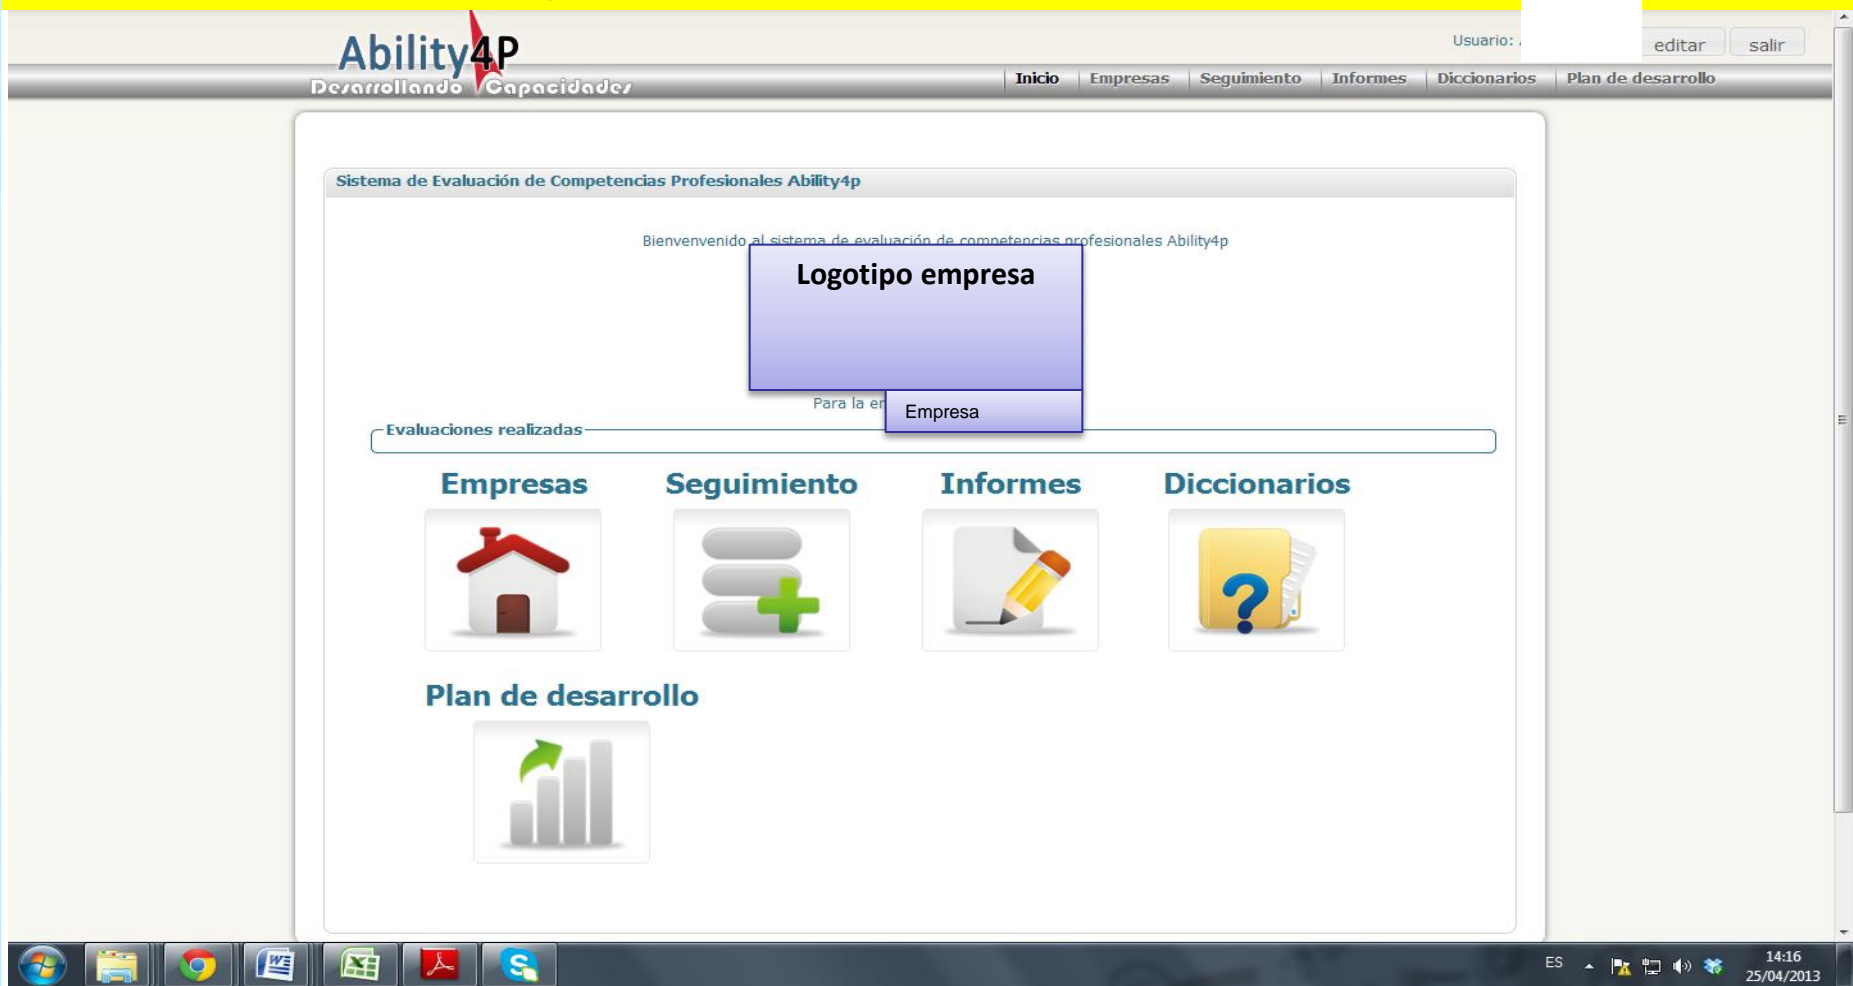 Ability4P
Desarrollando Capacidades
Usuario:
editar
salir
Inicio
Empresas
Seguimiento
Informes
Diccionarios
Plan de desarrollo
Sistema de Evaluación de Competencias Profesionales Ability4p
Bienvenvenido al sistema de evaluación de competencias profesionales Ability4p
Logotipo empresa
Para la
Empresa
Evaluaciones realizadas
Empresas
Seguimiento
Informes
Diccionarios
Plan de desarrollo
ES
14:16
25/04/2013